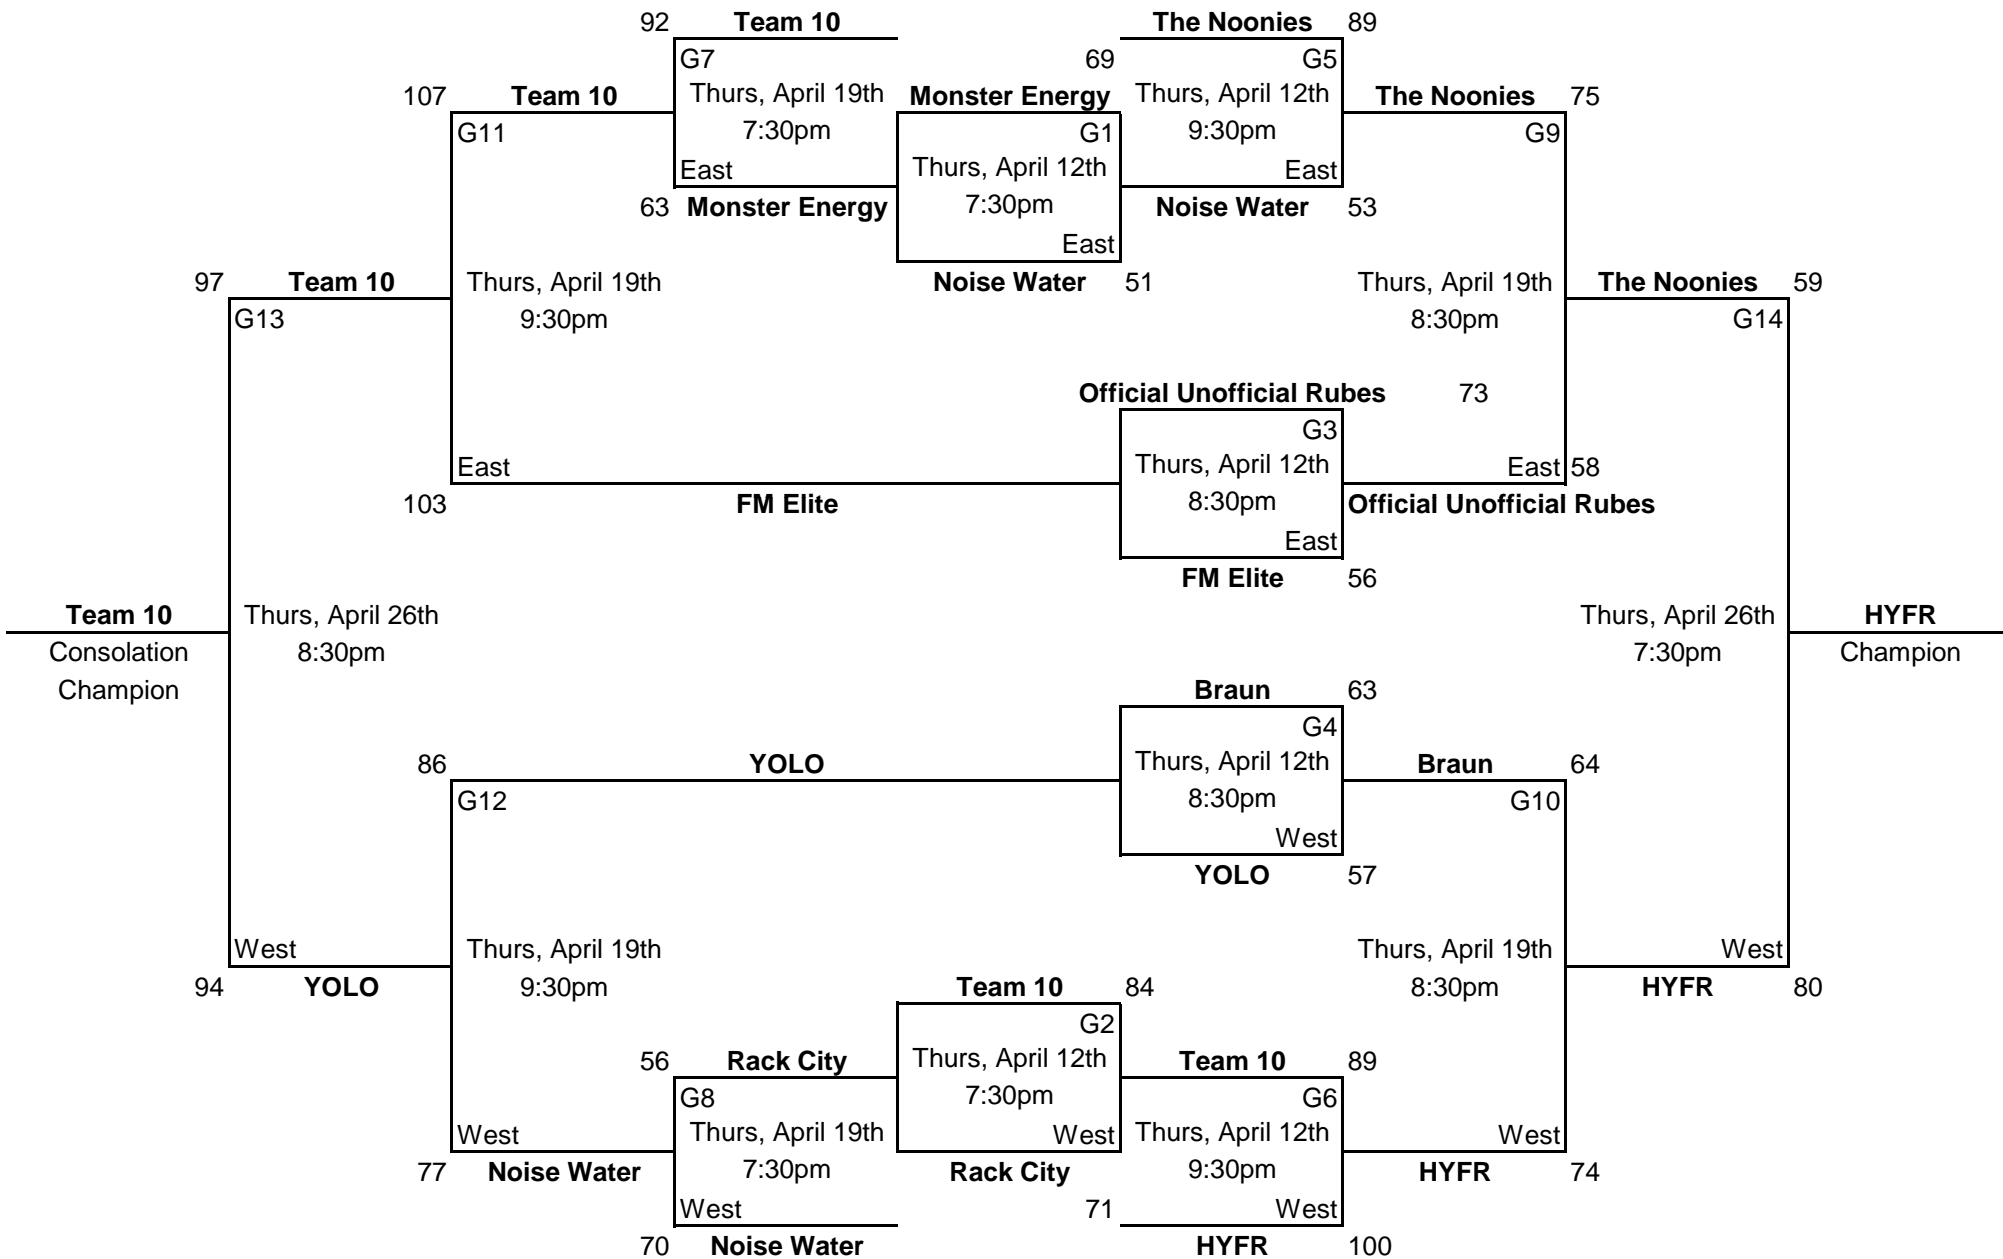 92 Team 10 The Noonies 89
G7 69 G5
107 Team 10 Thurs, April 19th Monster Energy Thurs, April 12th The Noonies 75
G11 7:30pm G1 9:30pm G9
East Thurs, April 12th East
63 Monster Energy 7:30pm Noise Water 53
East
97 Team 10 Thurs, April 19th Noise Water 51 Thurs, April 19th The Noonies 59
G13 9:30pm 8:30pm G14
Official Unofficial Rubes 73
G3
East Thurs, April 12th East 58
103 FM Elite 8:30pm Official Unofficial Rubes
East
FM Elite 56
Team 10 Thurs, April 26th Thurs, April 26th HYFR
Consolation 8:30pm 7:30pm Champion
Champion Braun 63
G4
86 YOLO Thurs, April 12th Braun 64
G12 8:30pm G10
West
YOLO 57
West Thurs, April 19th Thurs, April 19th West
94 YOLO 9:30pm Team 10 84 8:30pm HYFR 80
G2
56 Rack City Thurs, April 12th Team 10 89
G8 7:30pm G6
West Thurs, April 19th West Thurs, April 12th West
77 Noise Water 7:30pm Rack City 9:30pm HYFR 74
West 71 West
70 Noise Water HYFR 100